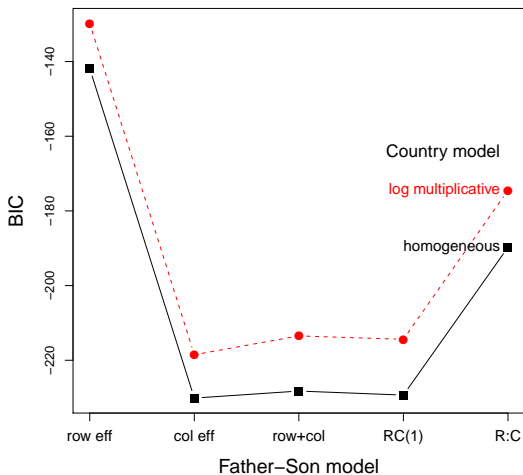 -140
-160
-180
-200
-220
BIC
Country model
log multiplicative
homogeneous
row eff
col eff
row+col
RC(1)
R:C
Father-Son model